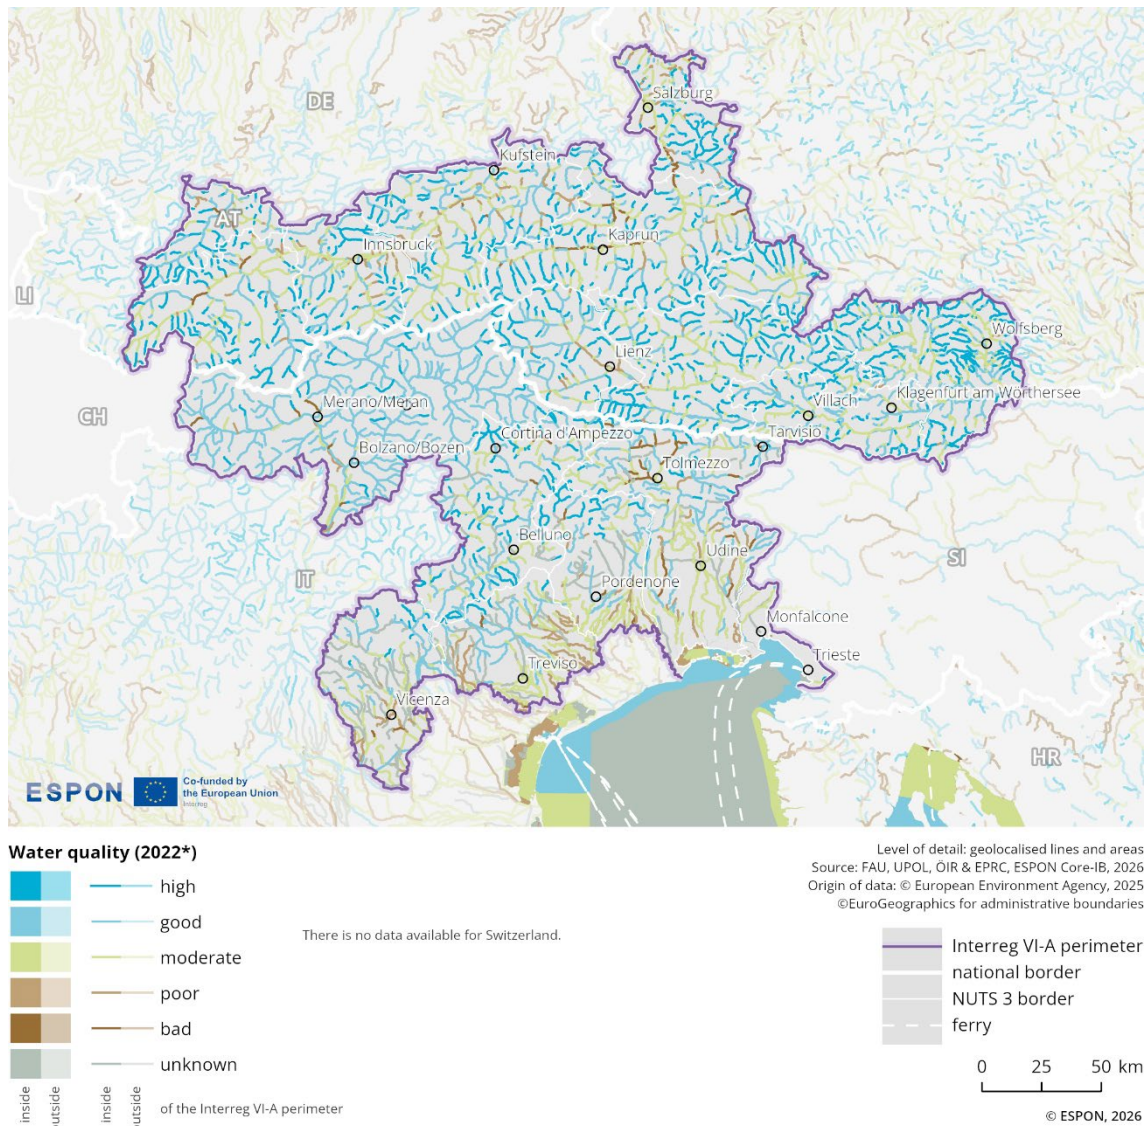 DE
Salzburg
Kufstein
AT
Innsbruck
Kaprun
LI
Wolfsberg
Lienz
CH
Merano/Meran
Villach
Klagenfurt am Wörthersee
Cortina d'Ampezzo
Tarvisio
Bolzano/Bozen
Tolmezzo
Belluno
Udine
SI
IT
Pordenone
Monfalcone
Treviso
Trieste
Vicenza
HR
ESPON
Co-funded by
the European Union
Interreg
Water quality (2022*)
high
good
moderate
poor
bad
unknown
inside
outside
inside
outside
of the Interreg VI-A perimeter
There is no data available for Switzerland.
Level of detail: geolocalised lines and areas
Source: FAU, UPOL, ÖIR & EPRC, ESPON Core-IB, 2026
Origin of data: © European Environment Agency, 2025
©EuroGeographics for administrative boundaries
Interreg VI-A perimeter
national border
NUTS 3 border
ferry
0 25 50 km
© ESPON, 2026